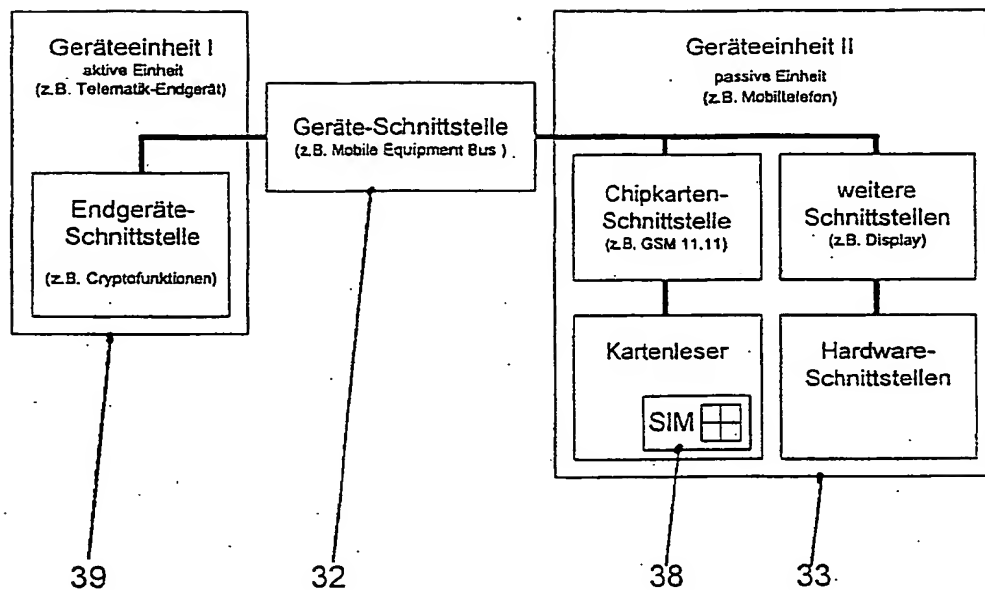 Geräteeinheit I
aktive Einheit
(z.B. Telematik-Endgerät)
Endgeräte-
Schnittstelle
(z.B. Cryptofunktionen)
Geräte-Schnittstelle
(z.B. Mobile Equipment Bus )
Geräteeinheit II
passive Einheit
(z.B. Mobiltelefon)
Chipkarten-
Schnittstelle
(z.B. GSM 11.11)
weitere
Schnittstellen
(z.B. Display)
Kartenleser
SIM
Hardware-
Schnittstellen
39
32
38
33